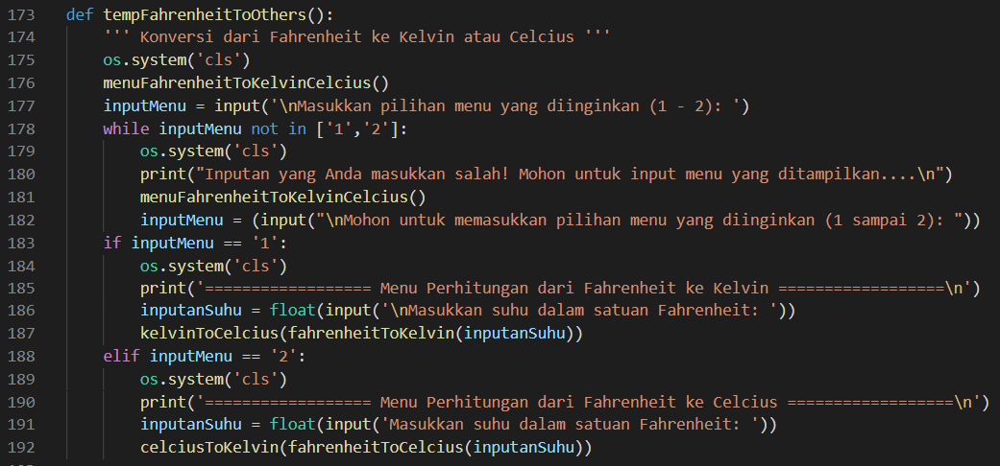 173 def tempFahrenheitToOthers():
174 ''' Konversi dari Fahrenheit ke Kelvin atau Celcius '''
175 os.system('cls')
176 menuFahrenheitToKelvinCelcius()
177 inputMenu = input('\nMasukkan pilihan menu yang diinginkan (1 - 2): ')
178 while inputMenu not in ['1','2']:
179 os.system('cls')
180 print("Inputan yang Anda masukkan salah! Mohon untuk input menu yang ditampilkan....\n")
181 menuFahrenheitToKelvinCelcius()
182 inputMenu = (input("\nMohon untuk memasukkan pilihan menu yang diinginkan (1 sampai 2): "))
183 if inputMenu == '1':
184 os.system('cls')
185 print('================== Menu Perhitungan dari Fahrenheit ke Kelvin ==================\n')
186 inputanSuhu = float(input('\nMasukkan suhu dalam satuan Fahrenheit: '))
187 kelvinToCelcius(fahrenheitToKelvin(inputanSuhu))
188 elif inputMenu == '2':
189 os.system('cls')
190 print('================== Menu Perhitungan dari Fahrenheit ke Celcius ==================\n')
191 inputanSuhu = float(input('Masukkan suhu dalam satuan Fahrenheit: '))
192 celciusToKelvin(fahrenheitToCelcius(inputanSuhu))